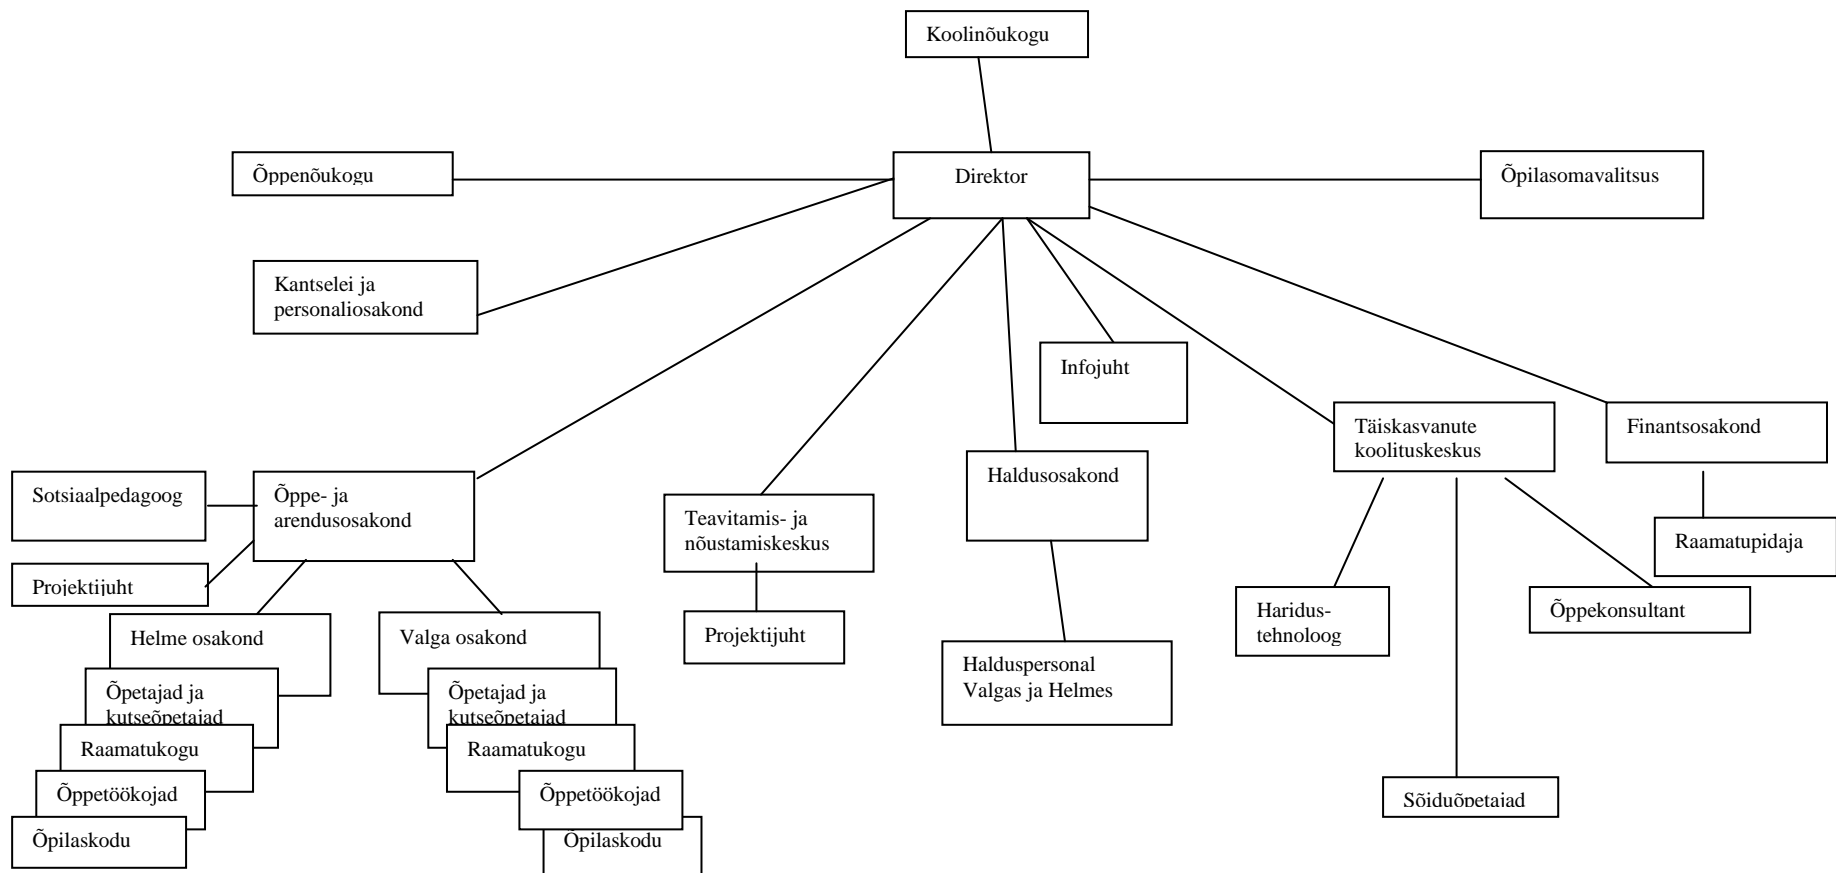 Koolinõukogu
Õppenõukogu
Direktor
Õpilasomavalitsus
Kantselei ja
personaliosakond
Infojuht
Täiskasvanute
koolituskeskus
Finantsosakond
Sotsiaalpedagoog
Õppe- ja
arendusosakond
Haldusosakond
Teavitamis- ja
nõustamiskeskus
Raamatupidaja
Projektijuht
Helme osakond
Valga osakond
Projektijuht
Haridus-
tehnoloog
Õppekonsultant
Halduspersonal
Valgas ja Helmes
Õpetajad ja
kutseõpetajad
Õpetajad ja
kutseõpetajad
Raamatukogu
Raamatukogu
Õppetöökojad
Õppetöökojad
Sõiduõpetajad
Õpilaskodu
Õpilaskodu